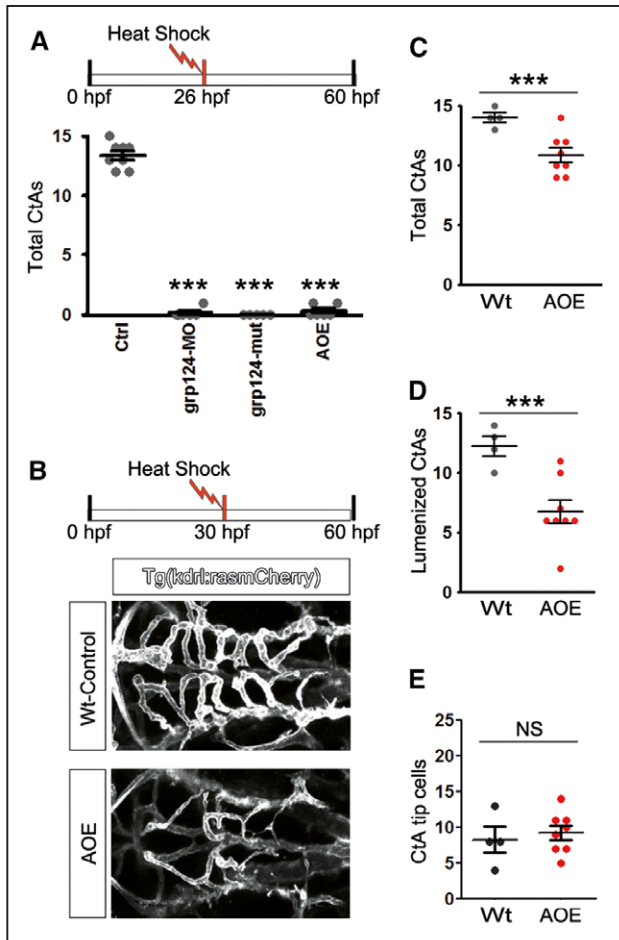 A
Heat Shock
0 hpf 26 hpf 60 hpf
Total CtAs
15
10
5
0
*** *** ***
Ctrl
grp124-MO
grp124-mut
AOE
B
Heat Shock
0 hpf 30 hpf 60 hpf
Tg(kdrl:rasmCherry)
Wt-Control
AOE
C
***
Total CtAs
15
10
5
0
Wt AOE
D
***
Lumenized CtAs
15
10
5
0
Wt AOE
E
NS
CtA tip cells
25
20
15
10
5
0
Wt AOE